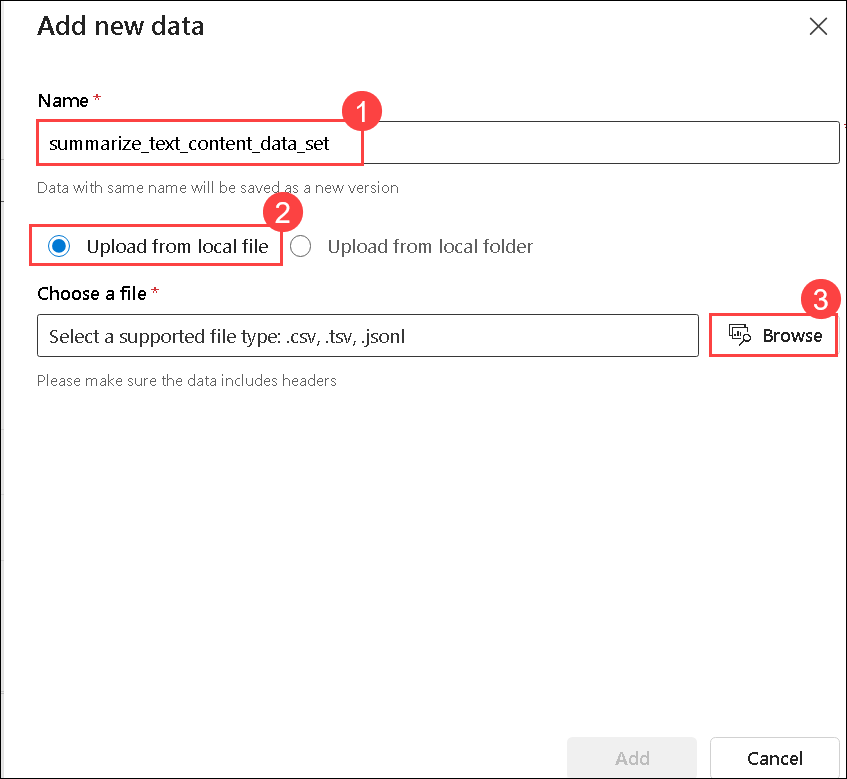 Add new data
Name *
1
summarize_text_content_data_set
Data with same name will be saved as a new version
2
Upload from local file Upload from local folder
Choose a file *
3
Select a supported file type: .csv, .tsv, .jsonl Browse
Please make sure the data includes headers
Add Cancel